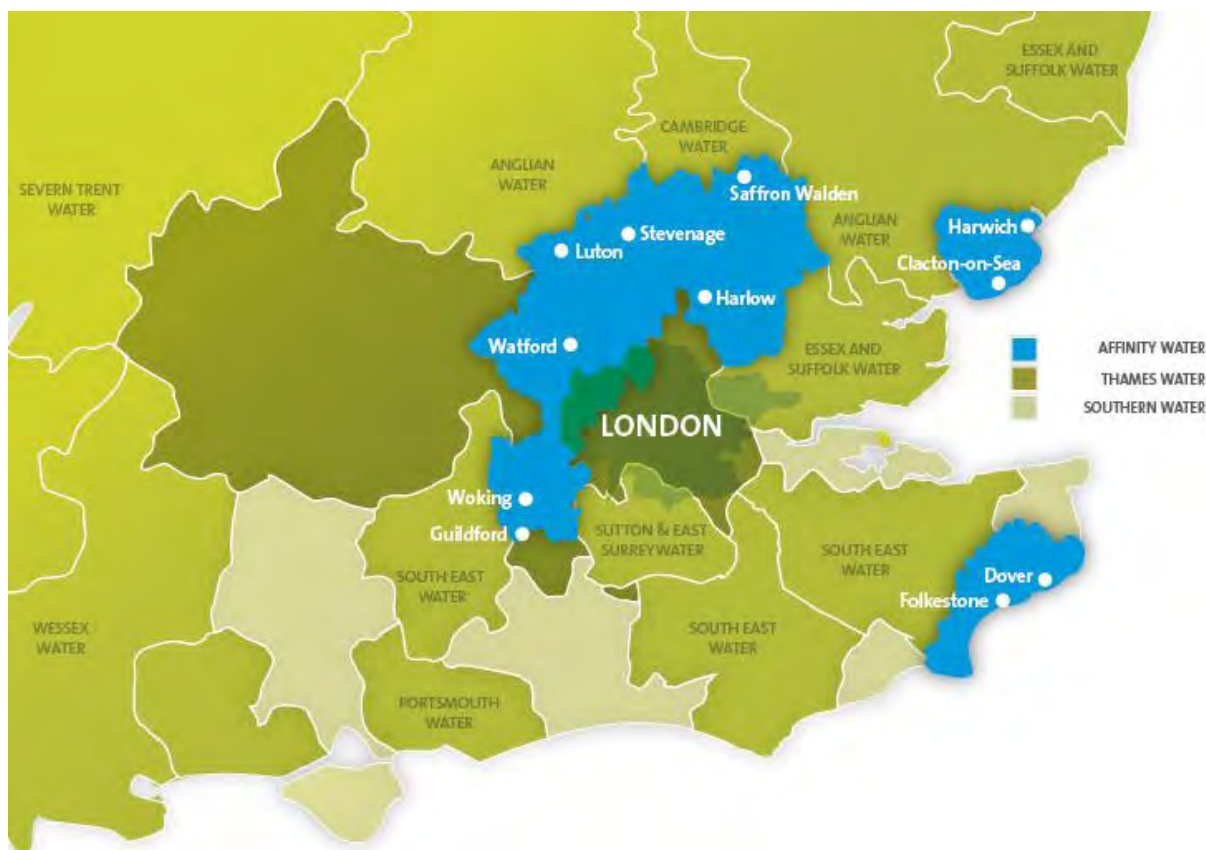 ESSEX AND
SUFFOLK WATER
CAMBRIDGE
WATER
ANGLIAN
WATER
SEVERN TRENT
WATER
Saffron Walden
ANGLIAN
WATER
Harwich
Stevenage
Luton
Clacton-on-Sea
Harlow
Watford
ESSEX AND
SUFFOLK WATER
AFFINITY WATER
THAMES WATER
SOUTHERN WATER
LONDON
Woking
Guildford
SUTTON & EAST
SURREYWATER
SOUTH EAST
WATER
SOUTH EAST
WATER
Dover
Folkestone
WESSEX
WATER
SOUTH EAST
WATER
PORTSMOUTH
WATER